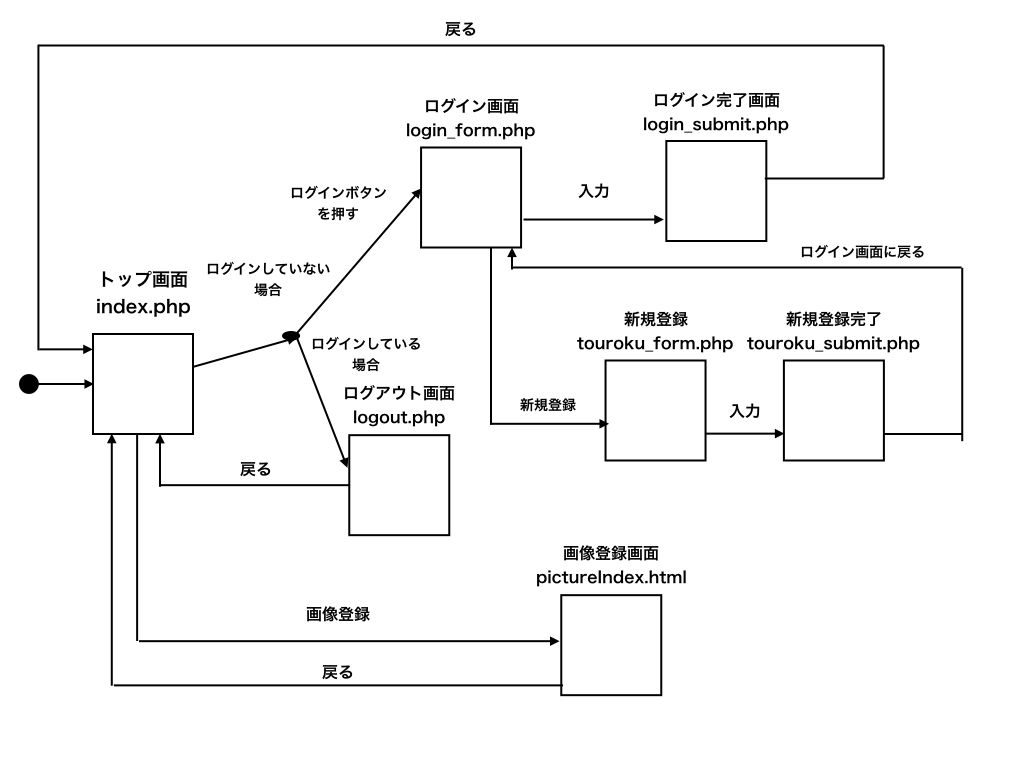 戻る
ログイン画面
login_form.php
ログイン完了画面
login_submit.php
ログインボタン
を押す
入力
ログイン画面に戻る
ログインしていない
場合
トップ画面
index.php
新規登録
touroku_form.php
新規登録完了
touroku_submit.php
ログインしている
場合
ログアウト画面
logout.php
新規登録
入力
戻る
画像登録画面
pictureIndex.html
画像登録
戻る